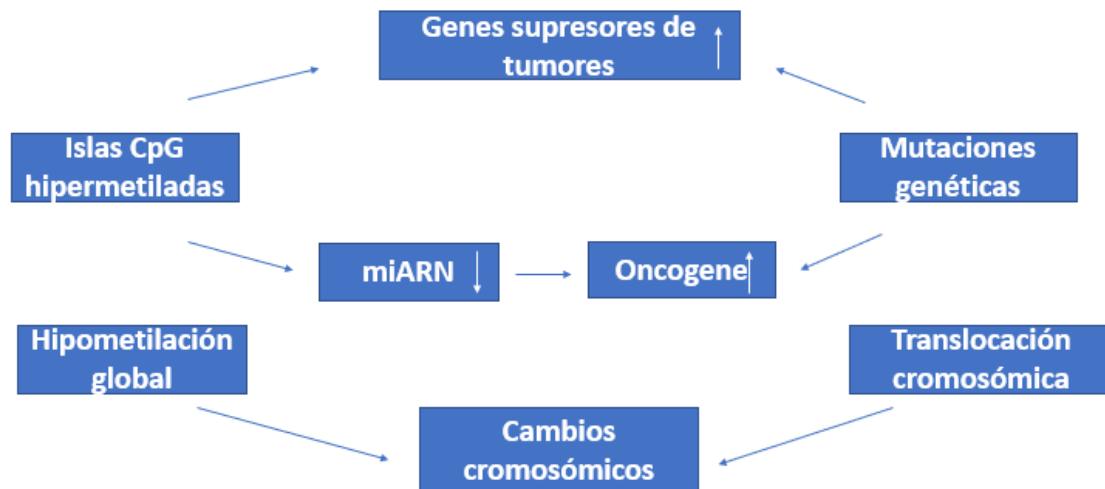 Genes supresores de
tumores
Islas CpG
hipermetiladas
Mutaciones
genéticas
miARN
Oncogene
Hipometilación
global
Translocación
cromosómica
Cambios
cromosómicos